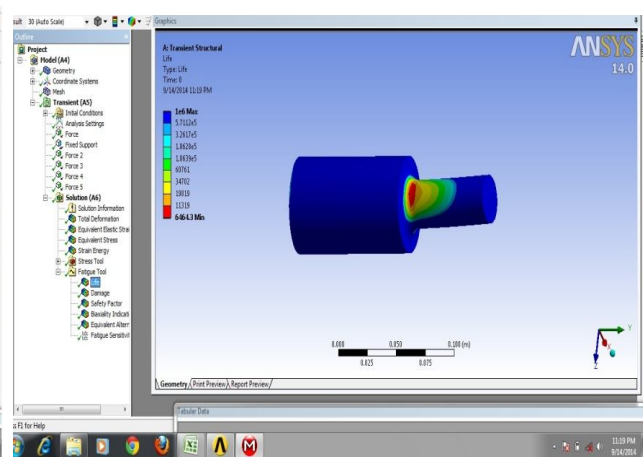 sult 30 (Auto Scale)
Outline
Project
Model (A4)
Geometry
Coordinate Systems
Mesh
Transient (A5)
Initial Conditions
Analysis Settings
Force
Fixed Support
Force 2
Force 3
Force 4
Force 5
Solution (A6)
Solution Information
Total Deformation
Equivalent Elastic Strai
Equivalent Stress
Strain Energy
Stress Tool
Fatigue Tool
Life
Damage
Safety Factor
Biaxiality Indicati
Equivalent Altern
Fatigue Sensitivit
s F1 for Help
Graphics
A: Transient Structural
Life
Type: Life
Time: 0
9/14/2014 11:19 PM
1e6 Max
5.7112e5
3.2617e5
1.8628e5
1.0639e5
60761
34702
19819
11319
6464.3 Min
ANSYS
14.0
0.000
0.050
0.100 (m)
0.025
0.075
Y
X
Z
Geometry Print Preview Report Preview
Tabular Data
11:19 PM
9/14/2014